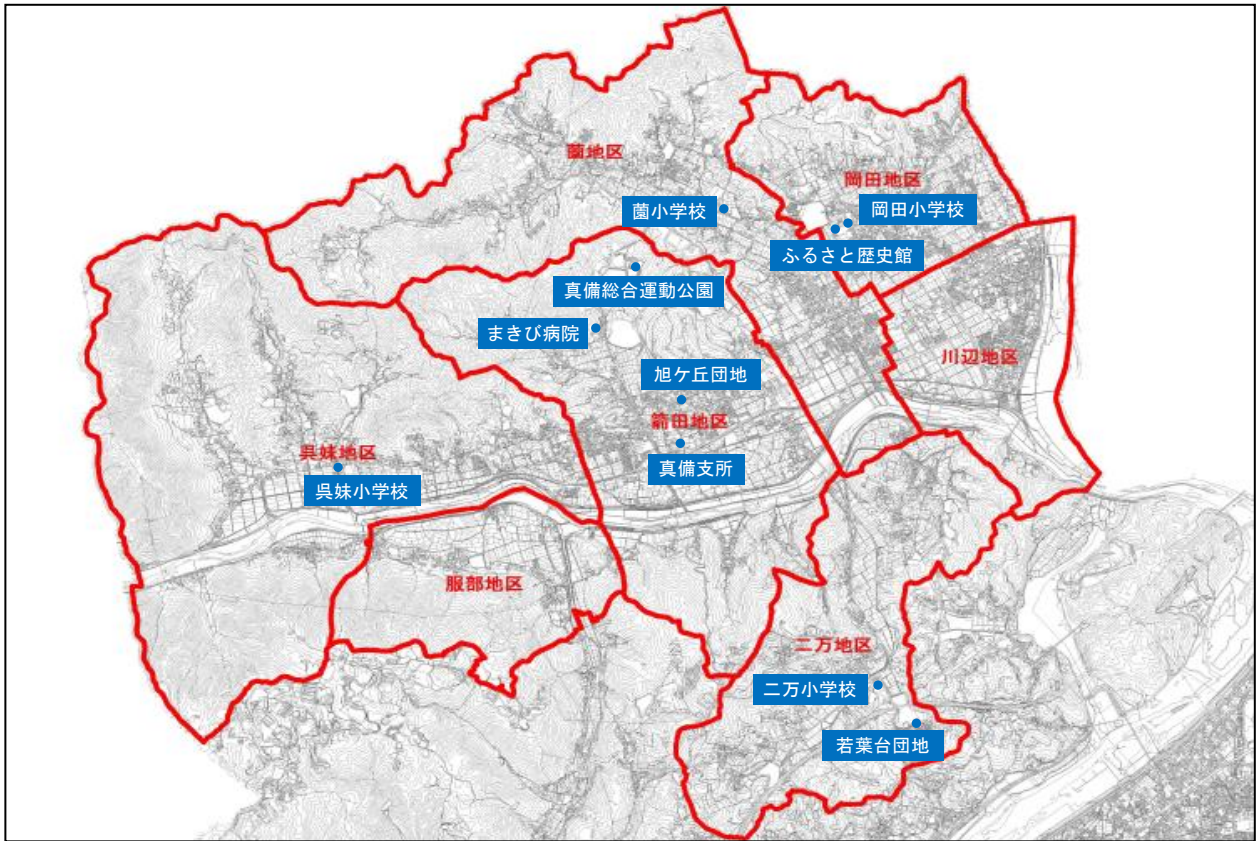 薗地区
岡田地区
薗小学校
岡田小学校
ふるさと歴史館
真備総合運動公園
まきび病院
川辺地区
旭ケ丘団地
箭田地区
真備支所
呉妹地区
呉妹小学校
服部地区
二万地区
二万小学校
若葉台団地